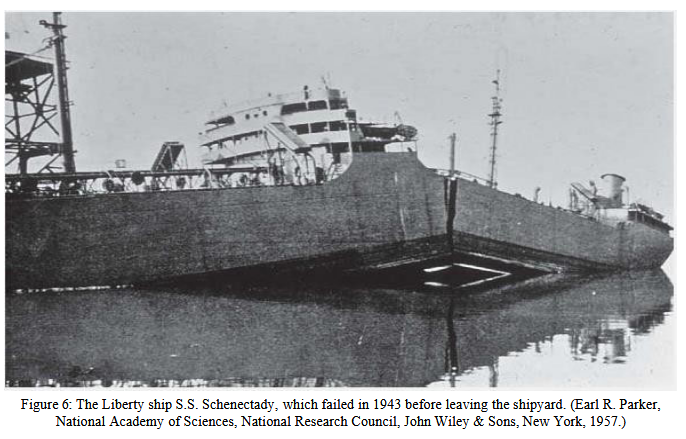 Figure 6: The Liberty ship S.S. Schenectady, which failed in 1943 before leaving the shipyard. (Earl R. Parker,
National Academy of Sciences, National Research Council, John Wiley & Sons, New York, 1957.)